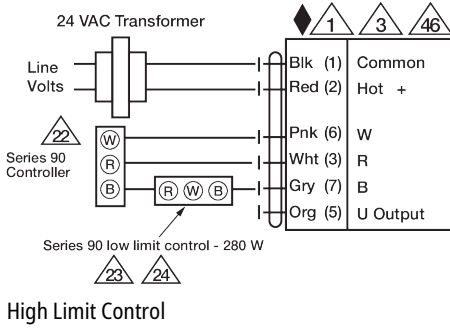 24 VAC Transformer
1 3 46
Line
Volts
Blk (1) Common
Red (2) Hot +
Pnk (6) W
Wht (3) R
Gry (7) B
Org (5) U Output
22
Series 90
Controller
W
R
B
R W B
Series 90 low limit control - 280 W
23 24
High Limit Control